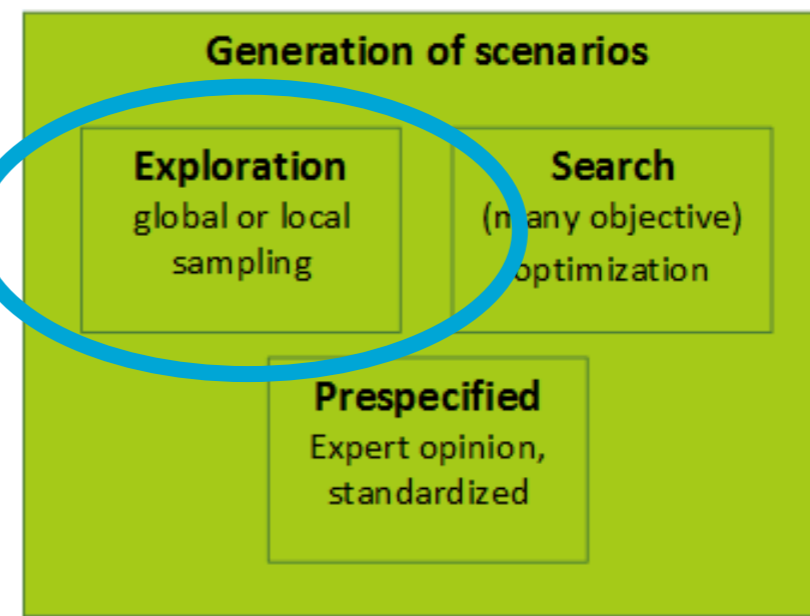 Generation of scenarios
Exploration
global or local
sampling
Search
(many objective)
optimization
Prespecified
Expert opinion,
standardized